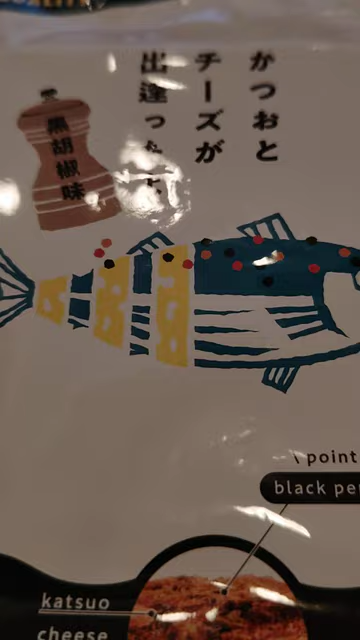 かつおと
チーズが
出逢った
黒胡椒味
\ point
black pe
katsuo
cheese